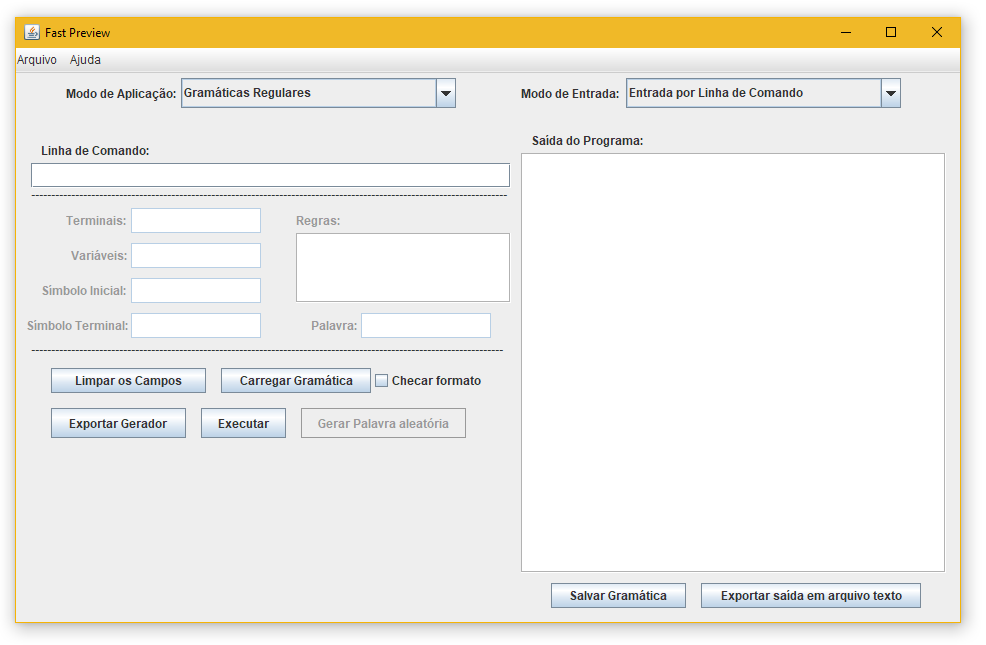 Fast Preview
Arquivo Ajuda
Modo de Aplicação: Gramáticas Regulares
Modo de Entrada: Entrada por Linha de Comando
Linha de Comando:
Saída do Programa:
Terminais:
Regras:
Variáveis:
Símbolo Inicial:
Símbolo Terminal:
Palavra:
Limpar os Campos
Carregar Gramática
Checar formato
Exportar Gerador
Executar
Gerar Palavra aleatória
Salvar Gramática
Exportar saída em arquivo texto